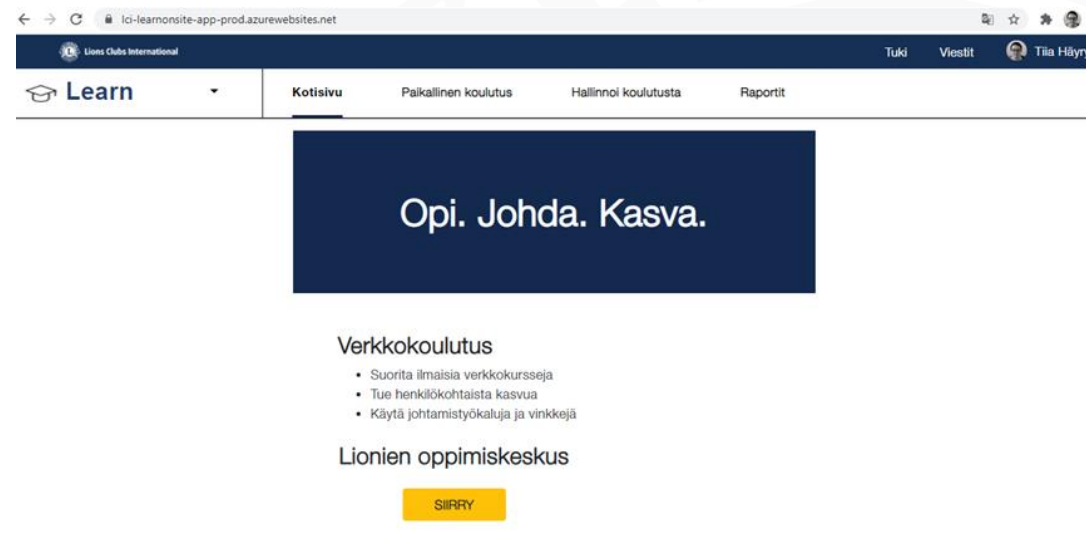 lci-learnonsite-app-prod.azurewebsites.net
Lions Clubs International
Tuki Viestit Tiia Häyry
Learn Kotisivu Paikallinen koulutus Hallinnoi koulutusta Raportit
Opi. Johda. Kasva.
Verkkokoulutus
• Suorita ilmaisia verkkokursseja
• Tue henkilökohtaista kasvua
• Käytä johtamistyökaluja ja vinkkejä
Lionien oppimiskeskus
SIIRRY